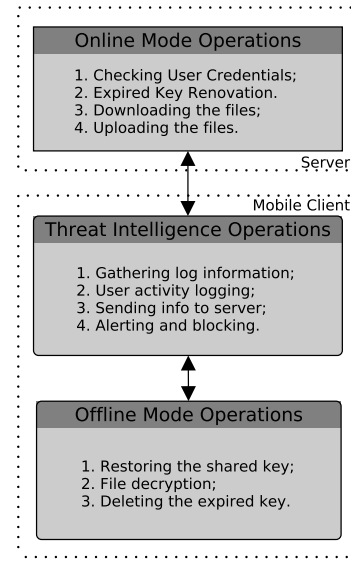 Online Mode Operations
1. Checking User Credentials;
2. Expired Key Renovation.
3. Downloading the files;
4. Uploading the files.
Server
Mobile Client
Threat Intelligence Operations
1. Gathering log information;
2. User activity logging;
3. Sending info to server;
4. Alerting and blocking.
Offline Mode Operations
1. Restoring the shared key;
2. File decryption;
3. Deleting the expired key.